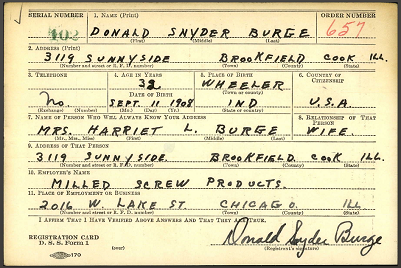 SERIAL NUMBER 1. NAME (Print) ORDER NUMBER
102 DONALD SNYDER BURGE 657
(First) (Middle) (Last)
2. ADDRESS (Print)
3119 SUNNYSIDE BROOKFIELD COOK ILL.
(Number and street or R. F. D. number) (Town) (County) (State)
3. TELEPHONE 4. AGE IN YEARS 5. PLACE OF BIRTH 6. COUNTRY OF CITIZENSHIP
32 WHEELER
DATE OF BIRTH (Town or county)
No. SEPT. 11 1908 IND U.S.A.
(Exchange) (Number) (Mo.) (Day) (Yr.) (State or country)
7. NAME OF PERSON WHO WILL ALWAYS KNOW YOUR ADDRESS 8. RELATIONSHIP OF THAT PERSON
MRS. HARRIET L. BURGE WIFE.
(Mr., Mrs., Miss) (First) (Middle) (Last)
9. ADDRESS OF THAT PERSON
3119 SUNNYSIDE. BROOKFIELD. COOK ILL.
(Number and street or R. F. D. number) (Town) (County) (State)
10. EMPLOYER'S NAME
MILLED SCREW PRODUCTS.
11. PLACE OF EMPLOYMENT OR BUSINESS
2016 W. LAKE ST. CHICAGO. ILL
(Number and street or R. F. D. number) (Town) (County) (State)
I AFFIRM THAT I HAVE VERIFIED ABOVE ANSWERS AND THAT THEY ARE TRUE.
REGISTRATION CARD
D. S. S. Form 1 (over) Donald Snyder Burge
170 (Registrant's signature)